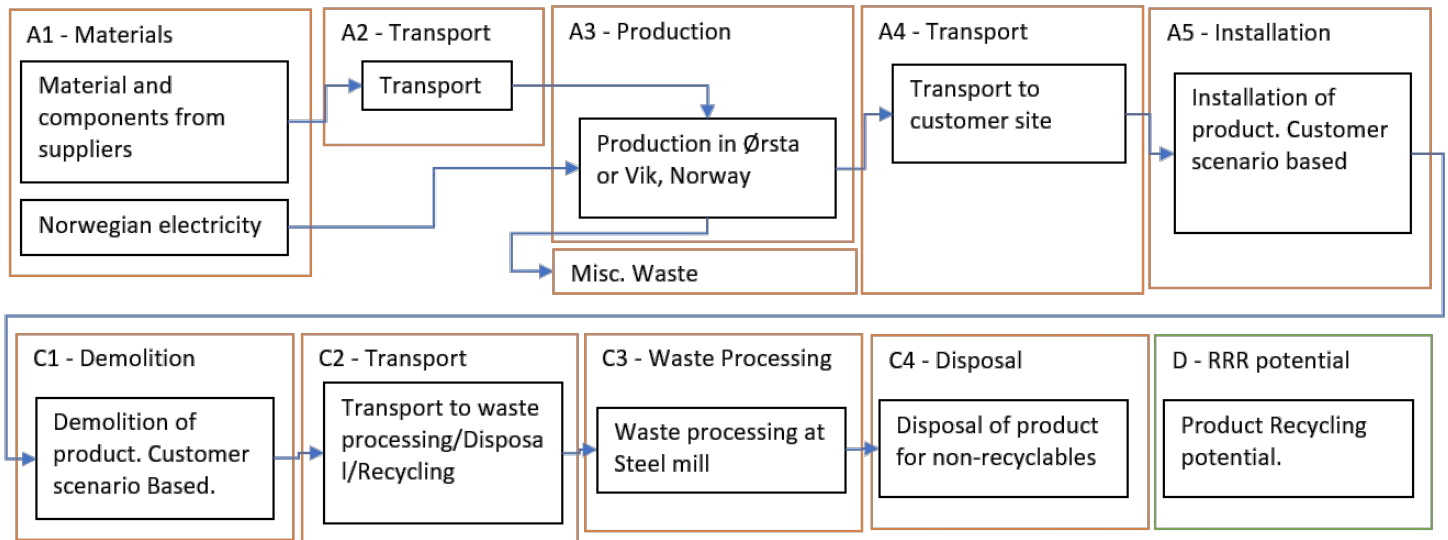 A1 - Materials
Material and
components from
suppliers
Norwegian electricity
A2 - Transport
Transport
A3 - Production
Production in Ørsta
or Vik, Norway
Misc. Waste
A4 - Transport
Transport to
customer site
A5 - Installation
Installation of
product. Customer
scenario based
C1 - Demolition
Demolition of
product. Customer
scenario Based.
C2 - Transport
Transport to waste
processing/Disposa
l/Recycling
C3 - Waste Processing
Waste processing at
Steel mill
C4 - Disposal
Disposal of product
for non-recyclables
D - RRR potential
Product Recycling
potential.